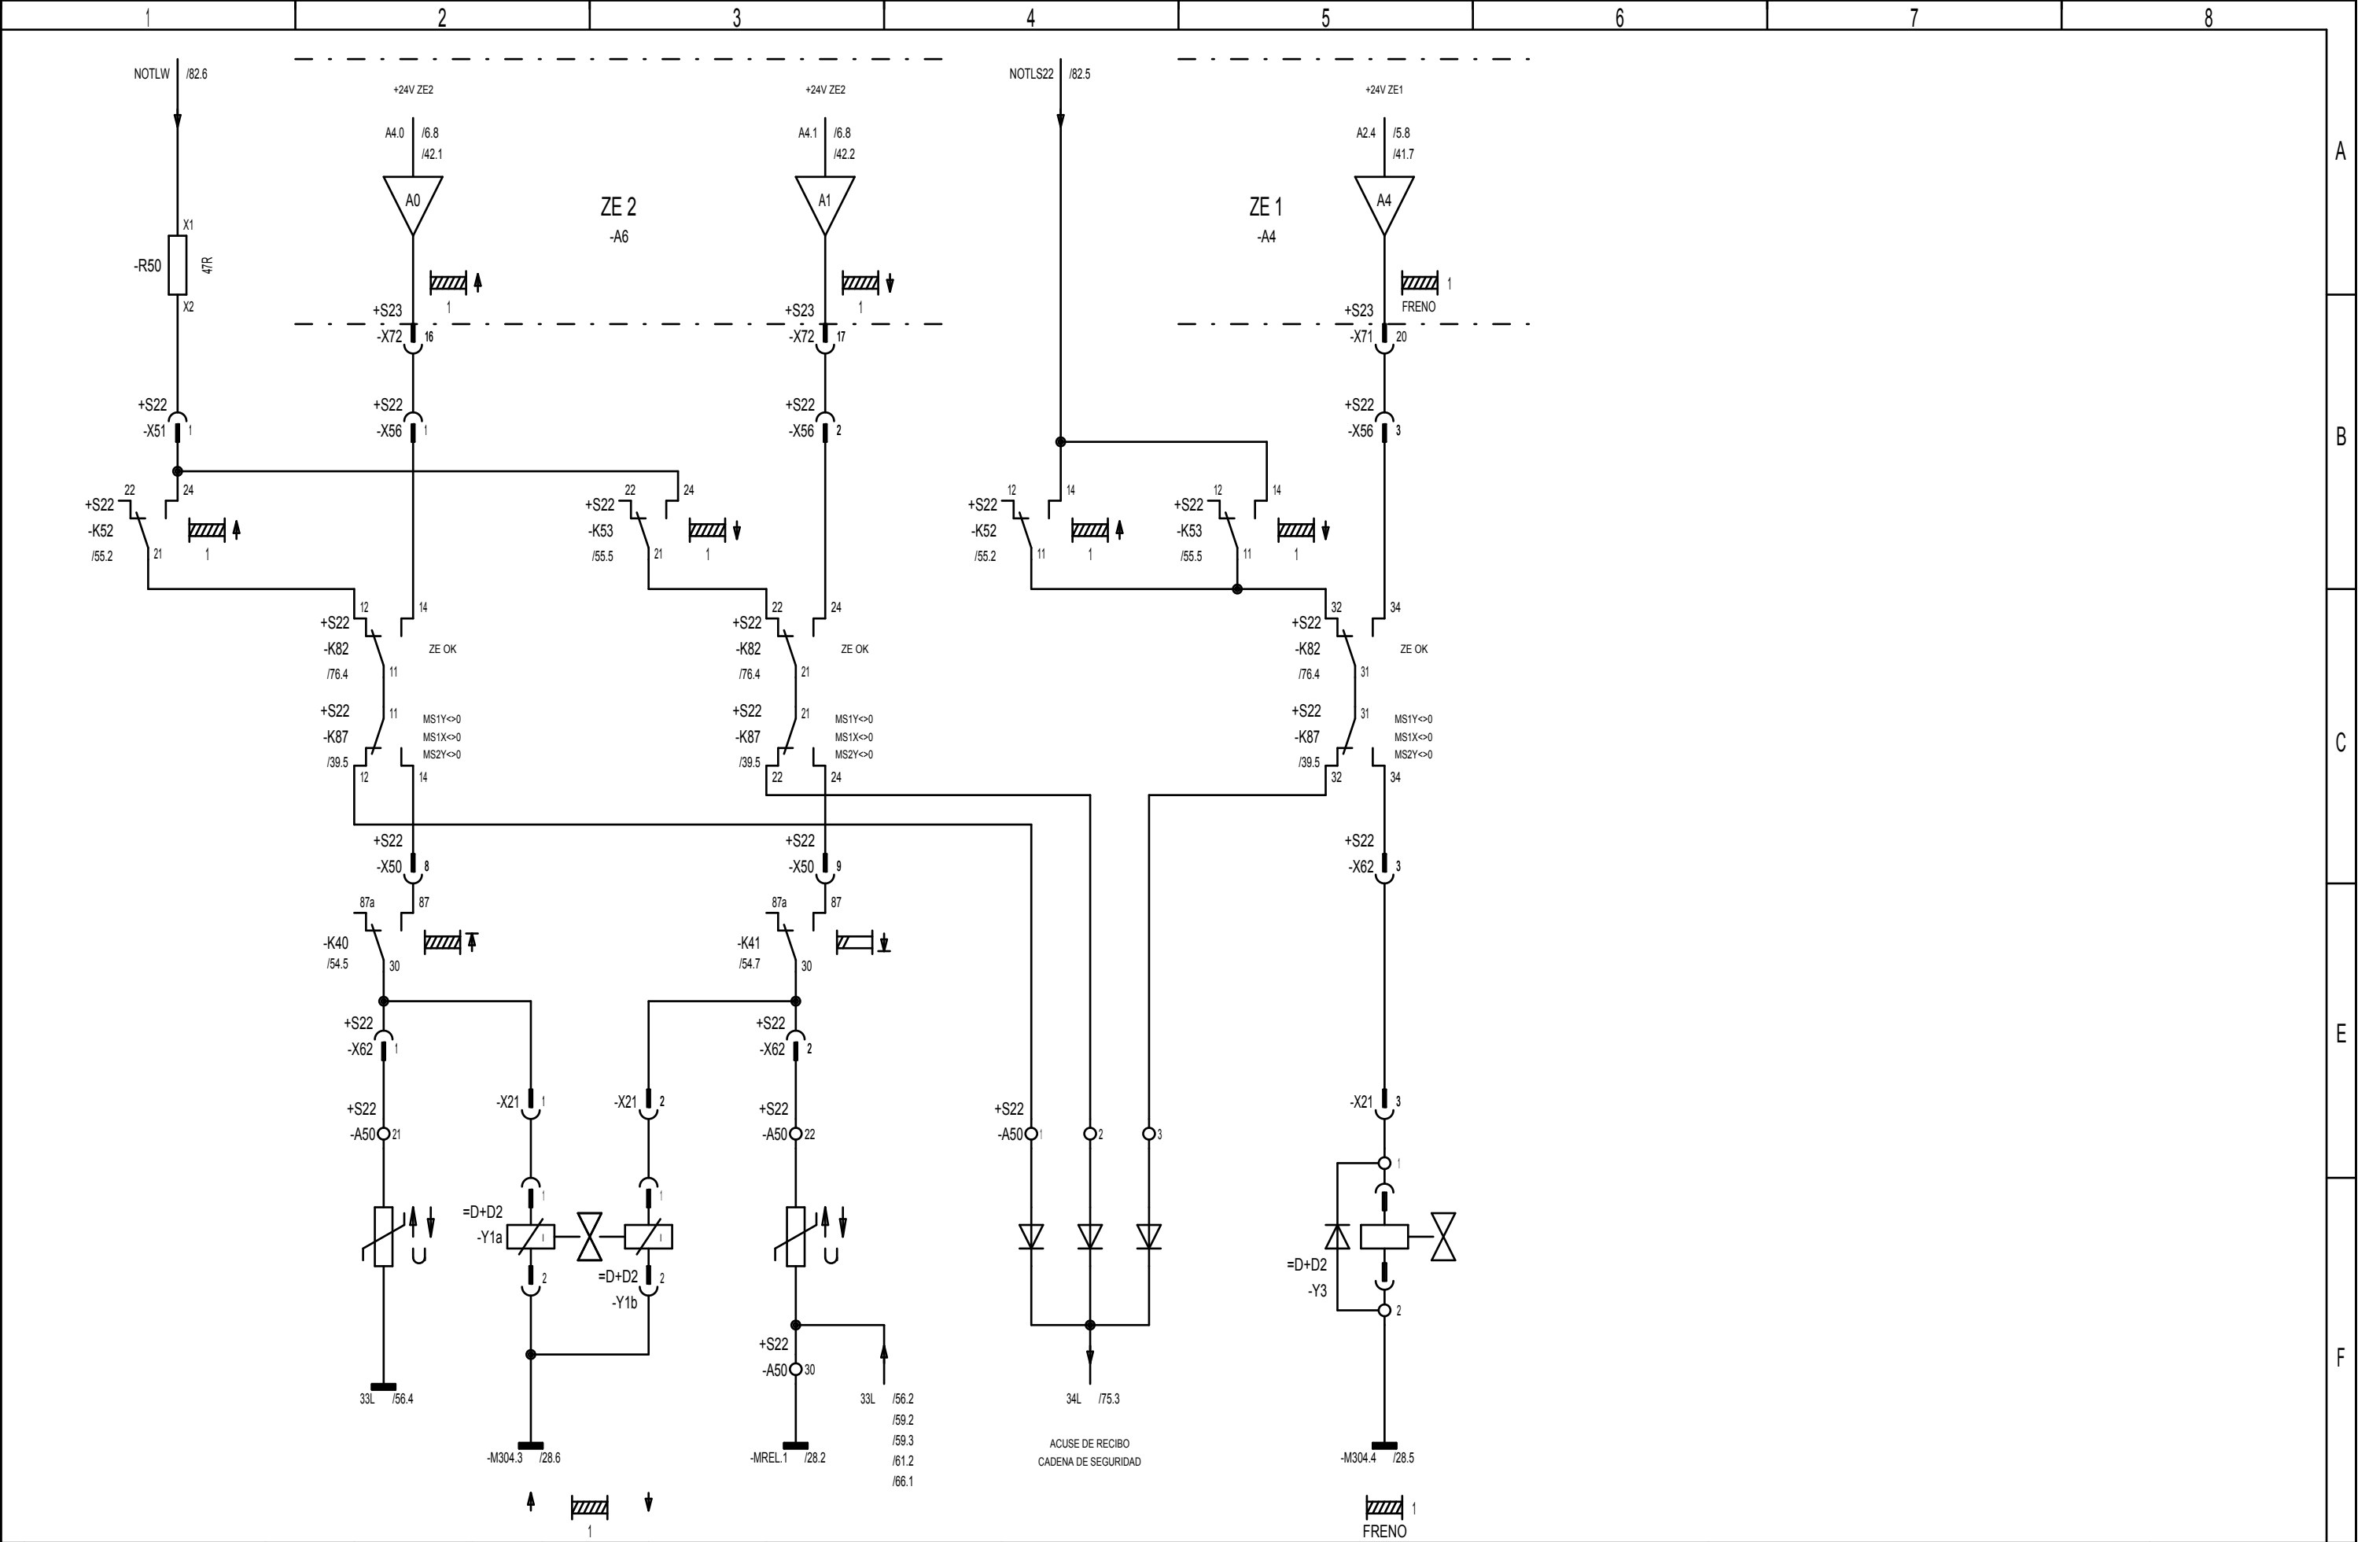 1 2 3 4 5 6 7 8
NOTLW /82.6
NOTLS22 /82.5
+24V ZE2
+24V ZE2
+24V ZE1
A4.0 /6.8
/42.1
A4.1 /6.8
/42.2
A2.4 /5.8
/41.7
A
A0
A1
A4
ZE 2
-A6
ZE 1
-A4
X1
-R50 47R
X2
1
1
1
FRENO
+S23
-X72 16
+S23
-X72 17
+S23
-X71 20
+S22
-X51 1
+S22
-X56 1
+S22
-X56 2
+S22
-X56 3
B
22 24
+S22
-K52
/55.2
21
1
22 24
+S22
-K53
/55.5
21
1
12 14
+S22
-K52
/55.2
11
1
12 14
+S22
-K53
/55.5
11
1
12 14
+S22
-K82
/76.4
11
ZE OK
22 24
+S22
-K82
/76.4
21
ZE OK
32 34
+S22
-K82
/76.4
31
ZE OK
+S22
-K87
/39.5
11
12 14
MS1Y<>0
MS1X<>0
MS2Y<>0
+S22
-K87
/39.5
21
22 24
MS1Y<>0
MS1X<>0
MS2Y<>0
+S22
-K87
/39.5
31
32 34
MS1Y<>0
MS1X<>0
MS2Y<>0
C
+S22
-X50 8
+S22
-X50 9
+S22
-X62 3
87a 87
-K40
/54.5
30
87a 87
-K41
/54.7
30
+S22
-X62 1
+S22
-X62 2
E
-X21 1
-X21 2
-X21 3
+S22
-A50 21
+S22
-A50 22
+S22
-A50 1 2 3
1
1
1
=D+D2
-Y1a
I
I
2
=D+D2
-Y1b
2
=D+D2
-Y3
2
+S22
-A50 30
F
33L /56.4
33L /56.2
/59.2
/59.3
/61.2
/66.1
34L /75.3
ACUSE DE RECIBO
CADENA DE SEGURIDAD
-M304.3 /28.6
-MREL.1 /28.2
-M304.4 /28.5
1
1
FRENO